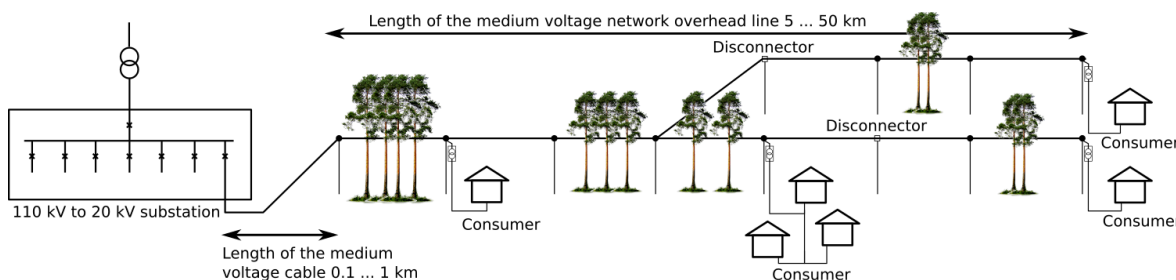 Length of the medium voltage network overhead line 5 ... 50 km
Disconnector
Disconnector
Consumer
110 kV to 20 kV substation
Consumer
Consumer
Length of the medium
voltage cable 0.1 ... 1 km
Consumer